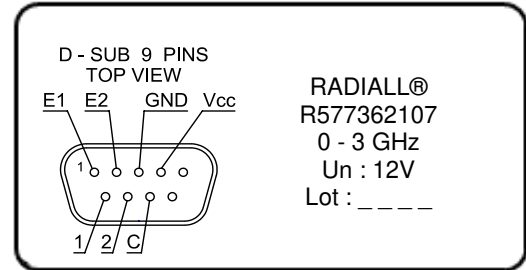 D - SUB 9 PINS
TOP VIEW
E1 E2 GND Vcc
1
1 2 C
RADIALL®
R577362107
0 - 3 GHz
Un : 12V
Lot : _ _ _ _